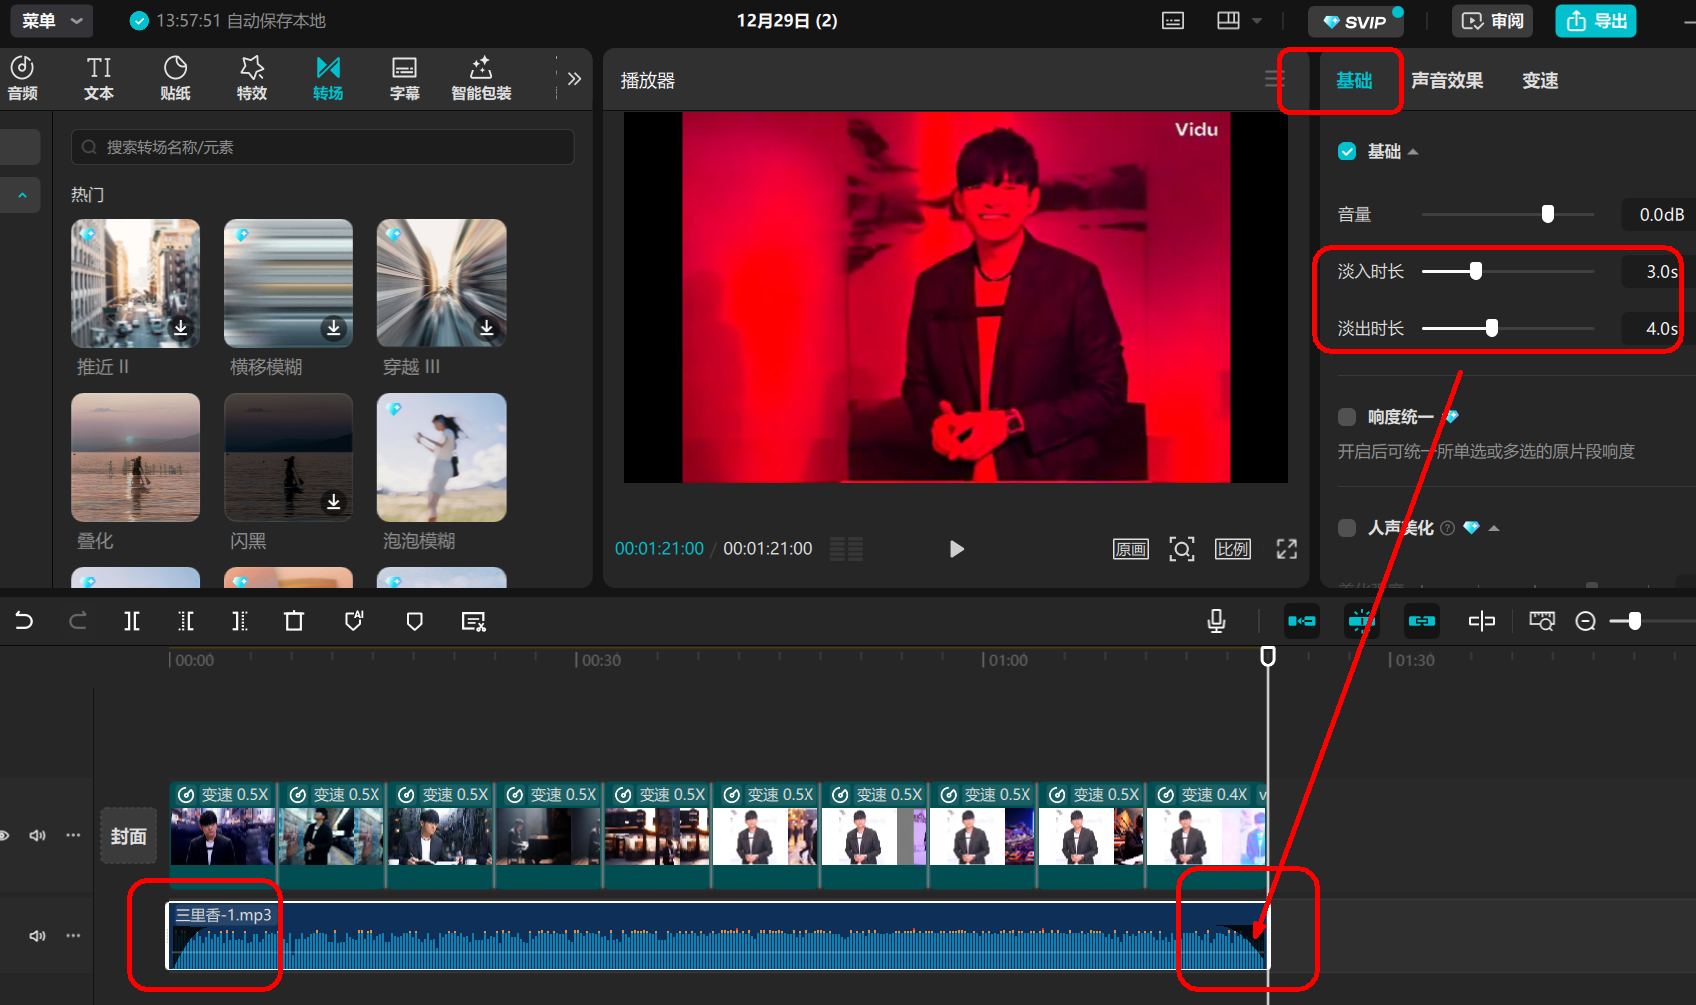 菜单
13:57:51 自动保存本地
12月29日 (2)
SVIP
审阅
导出
音频
TI
文本
贴纸
特效
转场
字幕
智能包装
播放器
基础
声音效果
变速
搜索转场名称/元素
热门
推近 II
横移模糊
穿越 III
叠化
闪黑
泡泡模糊
Vidu
00:01:21:00 / 00:01:21:00
原画
比例
基础
音量
0.0dB
淡入时长
3.0s
淡出时长
4.0s
响度统一
开启后可统一所单选或多选的原片段响度
人声美化
AI
00:00
00:30
01:00
01:30
变速 0.5X
变速 0.5X
变速 0.5X
变速 0.5X
变速 0.5X
变速 0.5X
变速 0.5X
变速 0.5X
变速 0.5X
变速 0.4X
封面
三里香-1.mp3